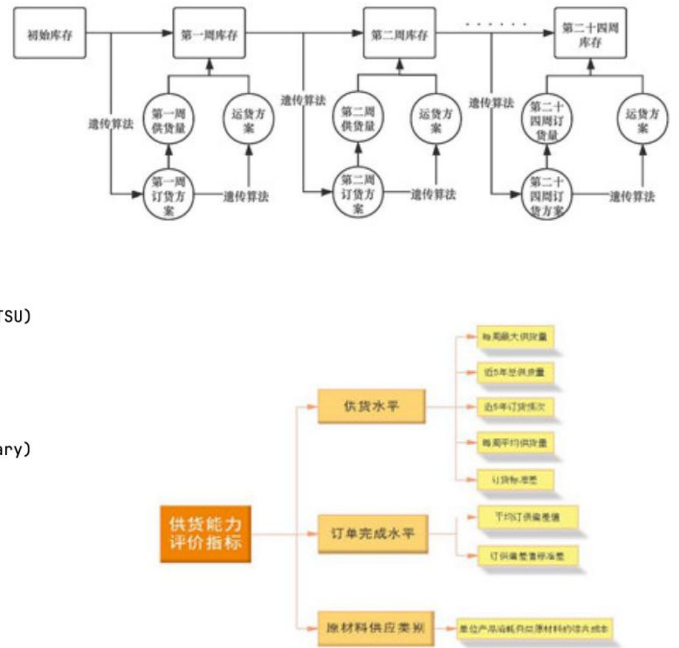 初始库存
第一周库存
第二周库存
······
第二十四周
库存
遗传算法
第一周
供货量
运货方
案
遗传算法
第二周
供货量
运货方
案
遗传算法
第二十
四周订
货量
运货方
案
第一周
订货方
案
遗传算法
第二周
订货方
案
遗传算法
第二十
四周订
货方案
遗传算法
TSU)
ary)
供货能力
评价指标
供货水平
每周最大供货量
近5年总供货量
近5年订货频次
每周平均供货量
订货标准差
订单完成水平
平均订供偏差值
订供偏差值标准差
原材料供应类别
单位产品消耗各类原材料的综合成本